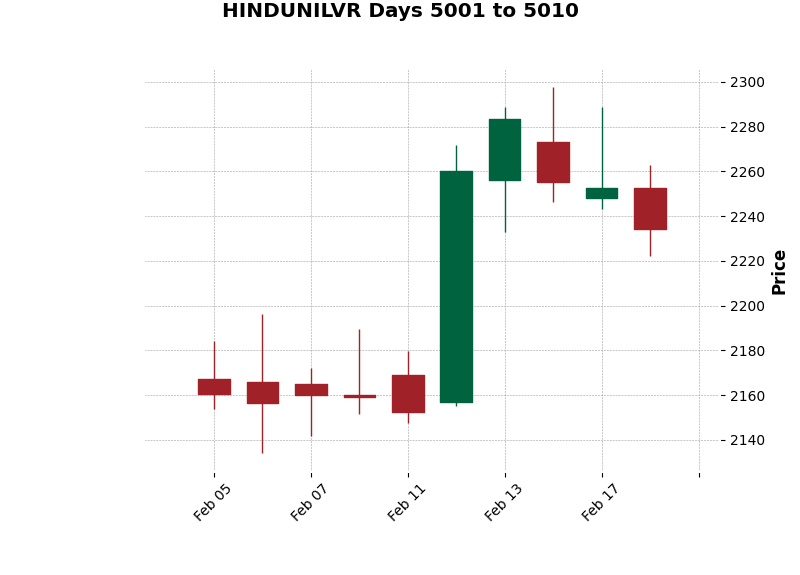 HINDUNILVR Days 5001 to 5010
2300
2280
2260
2240
2220
2200
2180
2160
2140
Price
Feb 05
Feb 07
Feb 11
Feb 13
Feb 17